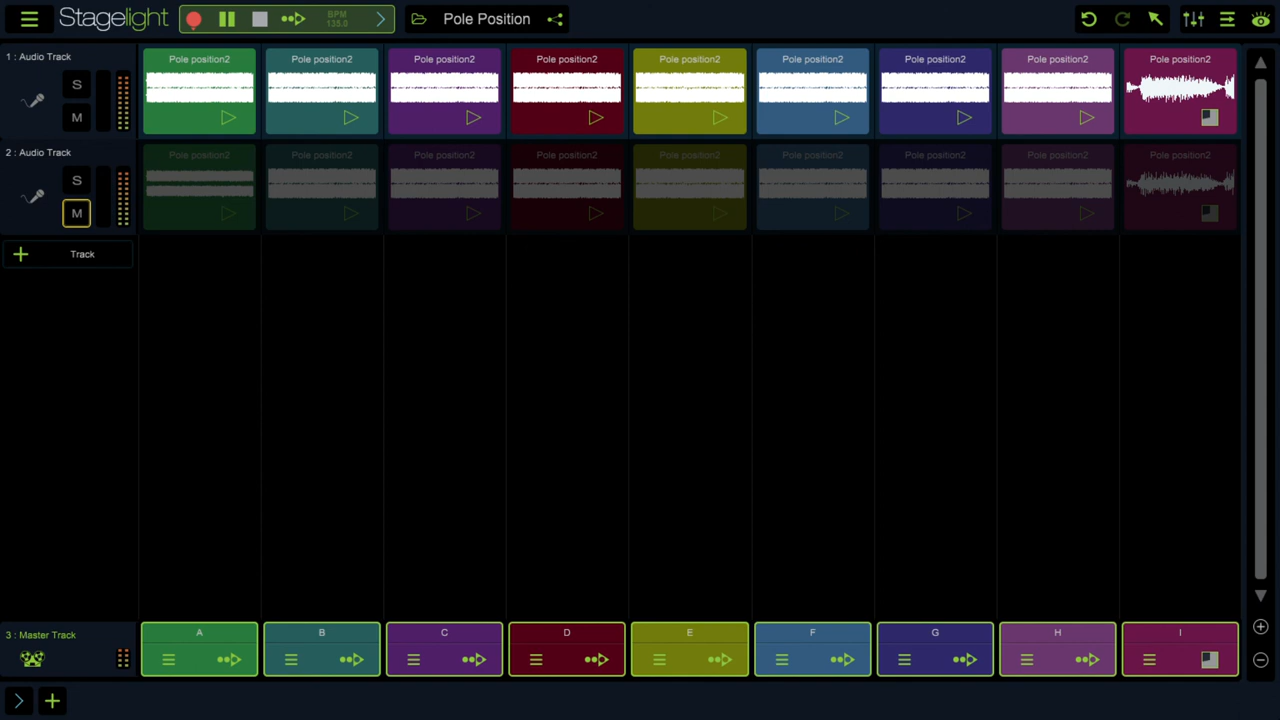 Stagelight
BPM
135.0
Pole Position
1 : Audio Track
S
M
Pole position2
Pole position2
Pole position2
Pole position2
Pole position2
Pole position2
Pole position2
Pole position2
Pole position2
2 : Audio Track
S
M
Pole position2
Pole position2
Pole position2
Pole position2
Pole position2
Pole position2
Pole position2
Pole position2
Pole position2
Track
3 : Master Track
A
B
C
D
E
F
G
H
I